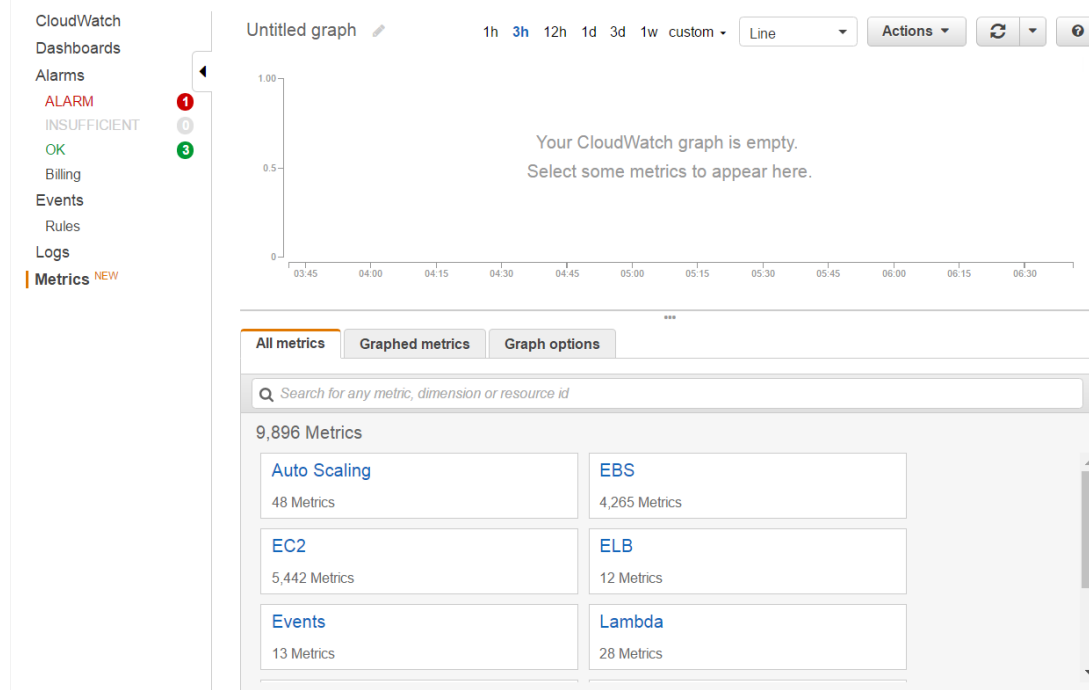 CloudWatch
Dashboards
Alarms
ALARM 1
INSUFFICIENT 0
OK 3
Billing
Events
Rules
Logs
Metrics NEW
Untitled graph
1h 3h 12h 1d 3d 1w custom
Line
Actions
?
1.00
0.5
0
Your CloudWatch graph is empty.
Select some metrics to appear here.
03:45 04:00 04:15 04:30 04:45 05:00 05:15 05:30 05:45 06:00 06:15 06:30
All metrics Graphed metrics Graph options
Search for any metric, dimension or resource id
9,896 Metrics
Auto Scaling
48 Metrics
EBS
4,265 Metrics
EC2
5,442 Metrics
ELB
12 Metrics
Events
13 Metrics
Lambda
28 Metrics